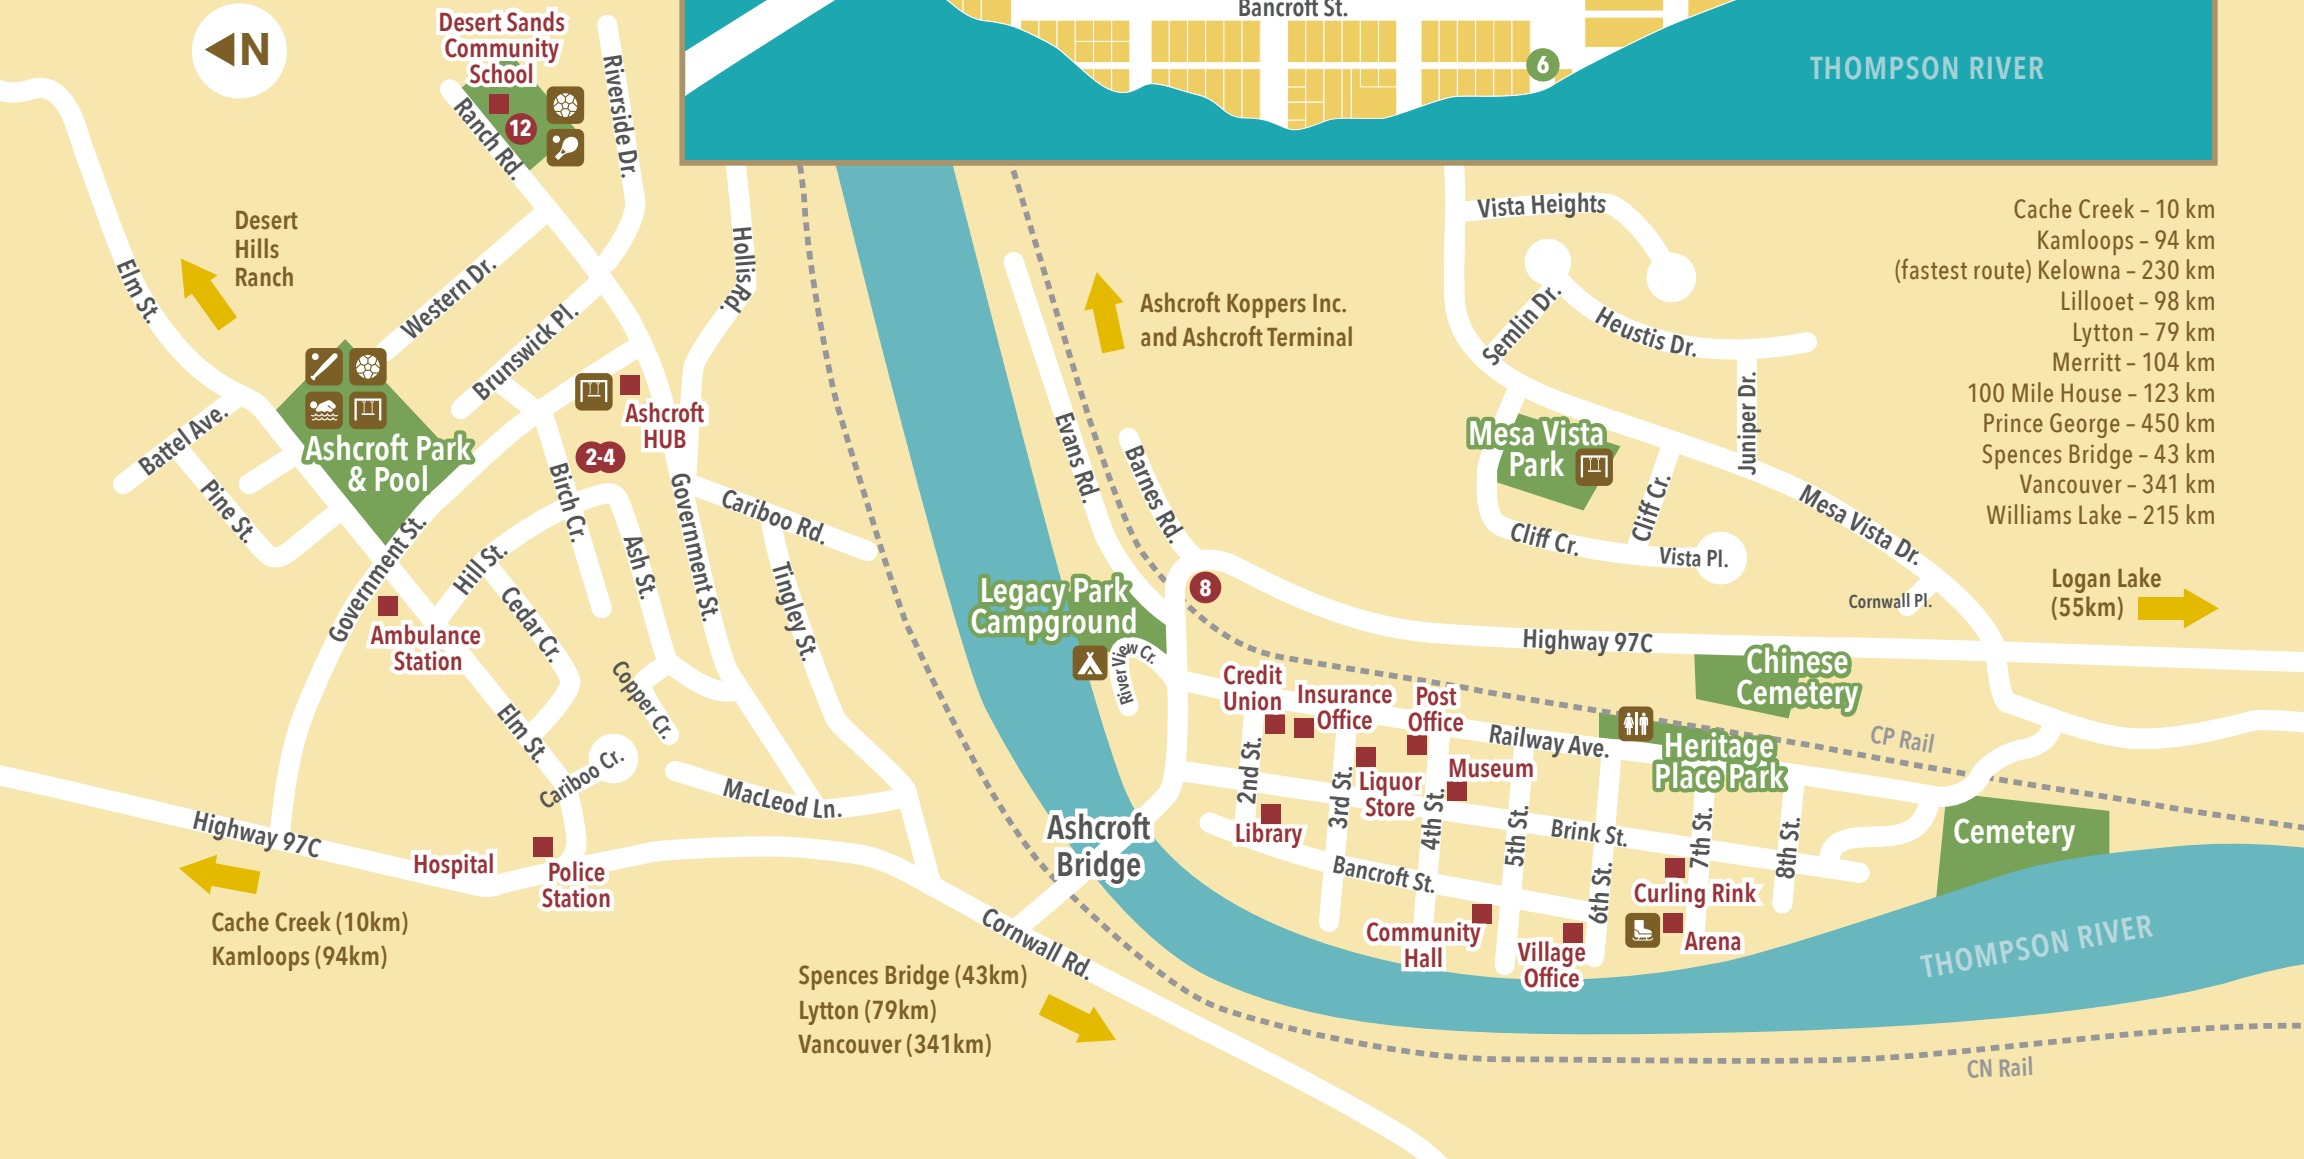 N
Desert Sands
Community
School
12
Ranch Rd.
Riverside Dr.
Bancroft St.
6
THOMPSON RIVER
Desert
Hills
Ranch
Elm St.
Western Dr.
Brunswick Pl.
Hollis Rd.
Battel Ave.
Pine St.
Ashcroft Park
& Pool
Ashcroft
HUB
2-4
Birch Cr.
Government St.
Cariboo Rd.
Hill St.
Ash St.
Government St.
Tingley St.
Cedar Cr.
Ambulance
Station
Copper Cr.
Elm St.
Cariboo Cr.
MacLeod Ln.
Highway 97C
Hospital
Police
Station
Cache Creek (10km)
Kamloops (94km)
Ashcroft Koppers Inc.
and Ashcroft Terminal
Evans Rd.
Barnes Rd.
Legacy Park
Campground
8
River View Cr.
Ashcroft
Bridge
Cornwall Rd.
Spences Bridge (43km)
Lytton (79km)
Vancouver (341km)
Vista Heights
Semlin Dr.
Heustis Dr.
Juniper Dr.
Mesa Vista
Park
Cliff Cr.
Cliff Cr.
Vista Pl.
Mesa Vista Dr.
Cornwall Pl.
Highway 97C
Cache Creek – 10 km
Kamloops – 94 km
(fastest route) Kelowna – 230 km
Lillooet – 98 km
Lytton – 79 km
Merritt – 104 km
100 Mile House – 123 km
Prince George – 450 km
Spences Bridge – 43 km
Vancouver – 341 km
Williams Lake – 215 km
Logan Lake
(55km)
Chinese
Cemetery
CP Rail
Credit
Union
Insurance
Office
Post
Office
Railway Ave.
Heritage
Place Park
2nd St.
3rd St.
Liquor
Store
Museum
4th St.
5th St.
Brink St.
6th St.
7th St.
8th St.
Library
Bancroft St.
Cemetery
Curling Rink
Community
Hall
Village
Office
Arena
THOMPSON RIVER
CN Rail